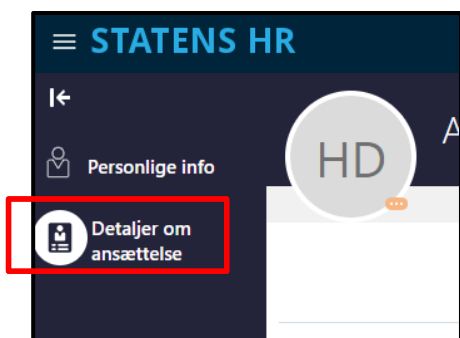 STATENS HR
A
Personlige info
HD
Detaljer om
ansættelse